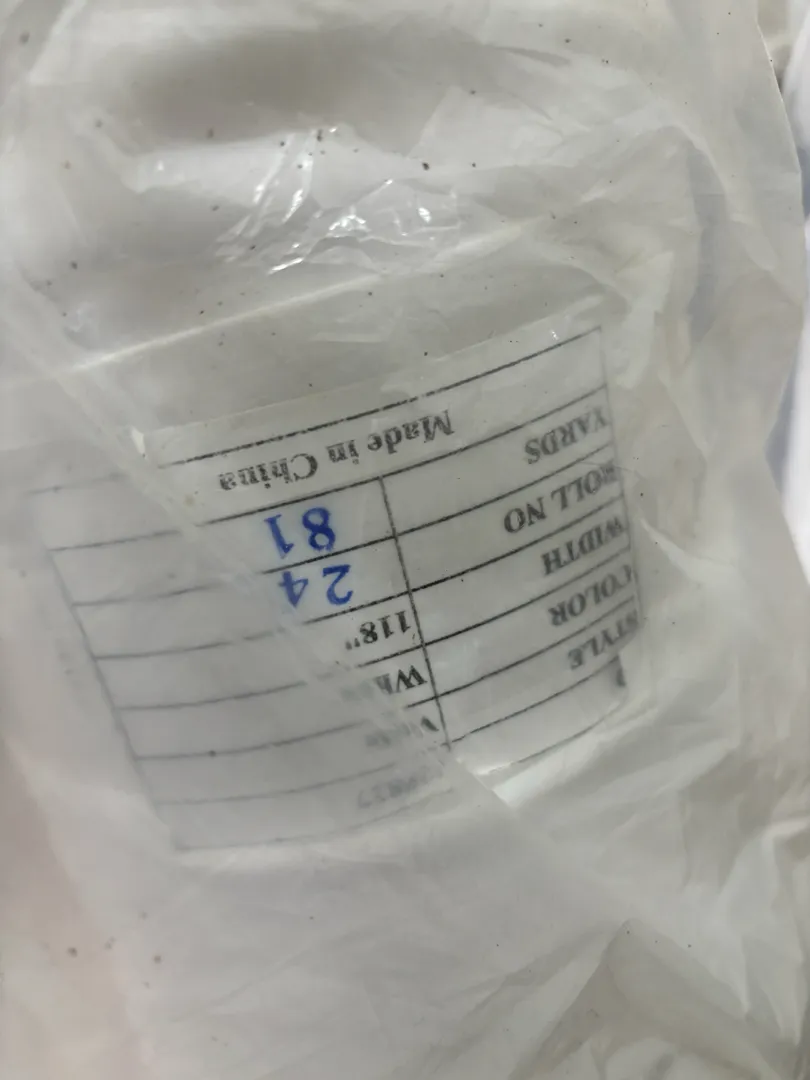 STYLE
COLOR
WIDTH 118"
ROLL NO 24
YARDS 81
Made in China